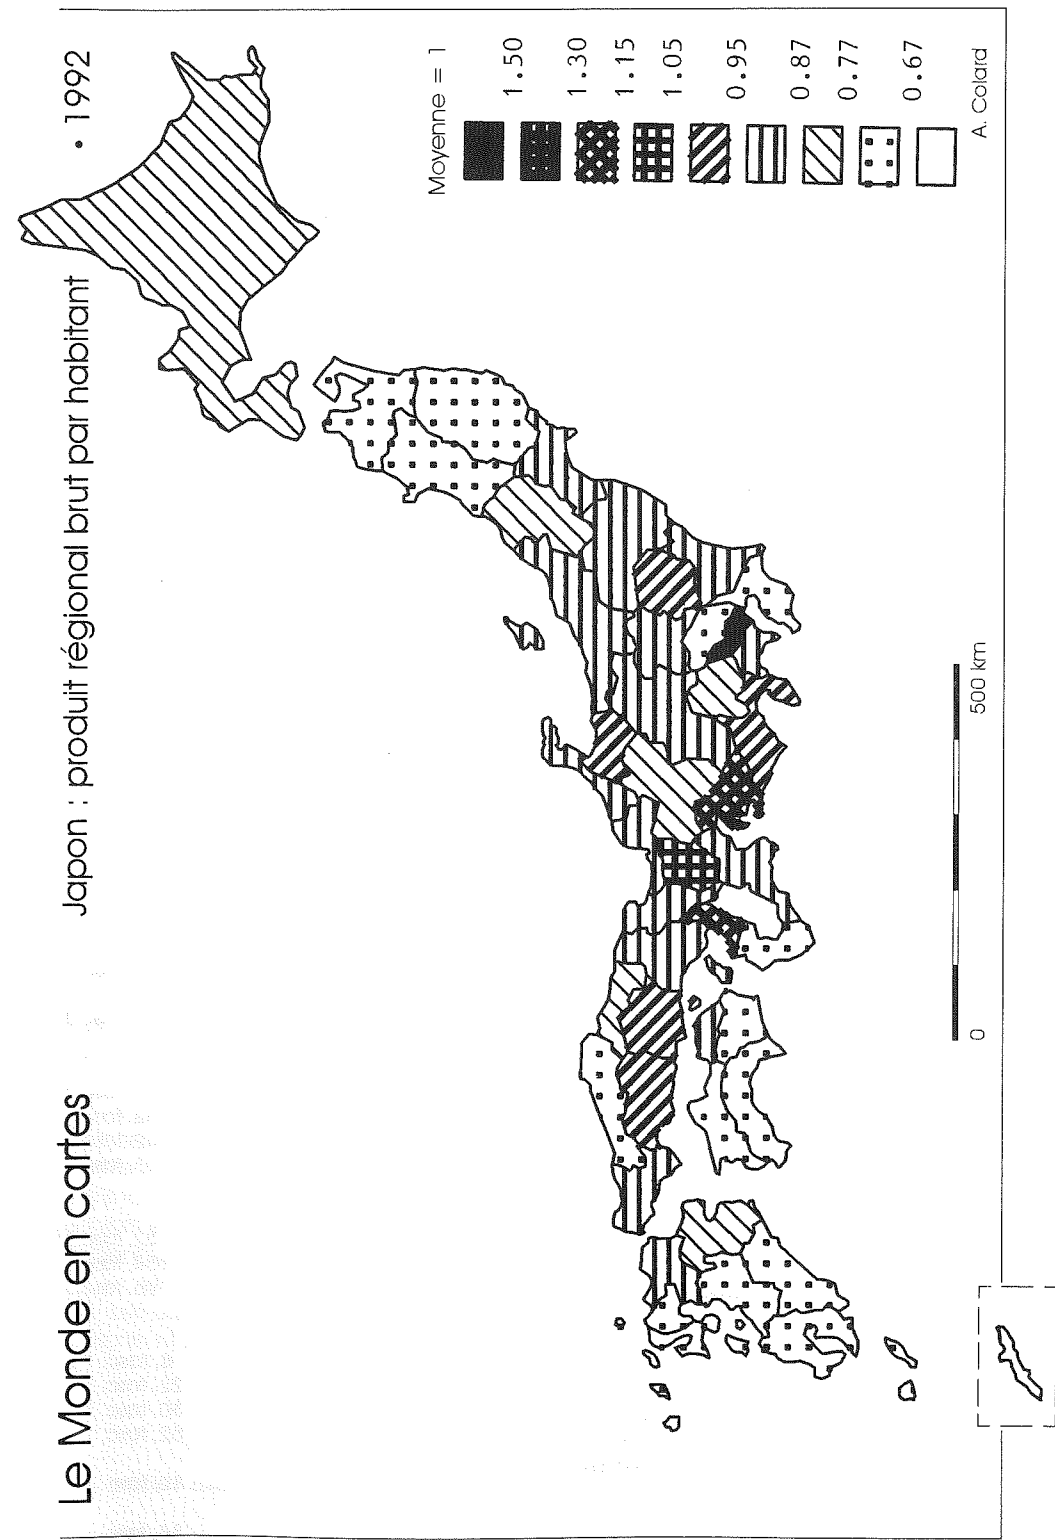 Le Monde en cartes
Japon : produit régional brut par habitant • 1992
Moyenne = 1
1.50
1.30
1.15
1.05
0.95
0.87
0.77
0.67
A. Colard
0 500 km